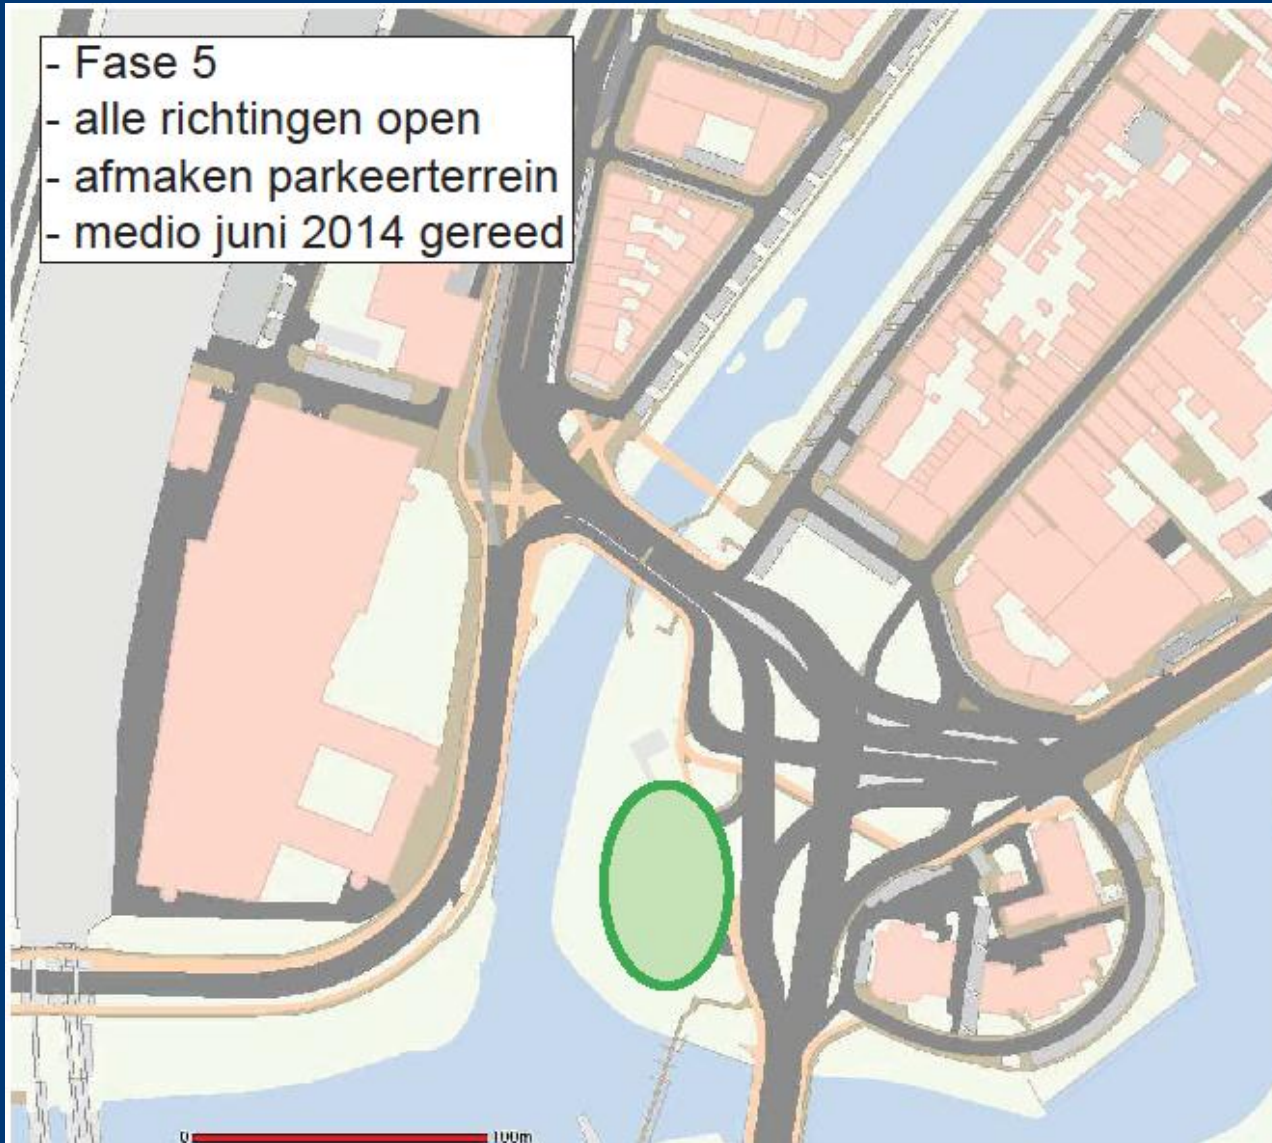 - Fase 5
- alle richtingen open
- afmaken parkeerterrein
- medio juni 2014 gereed
0 100m